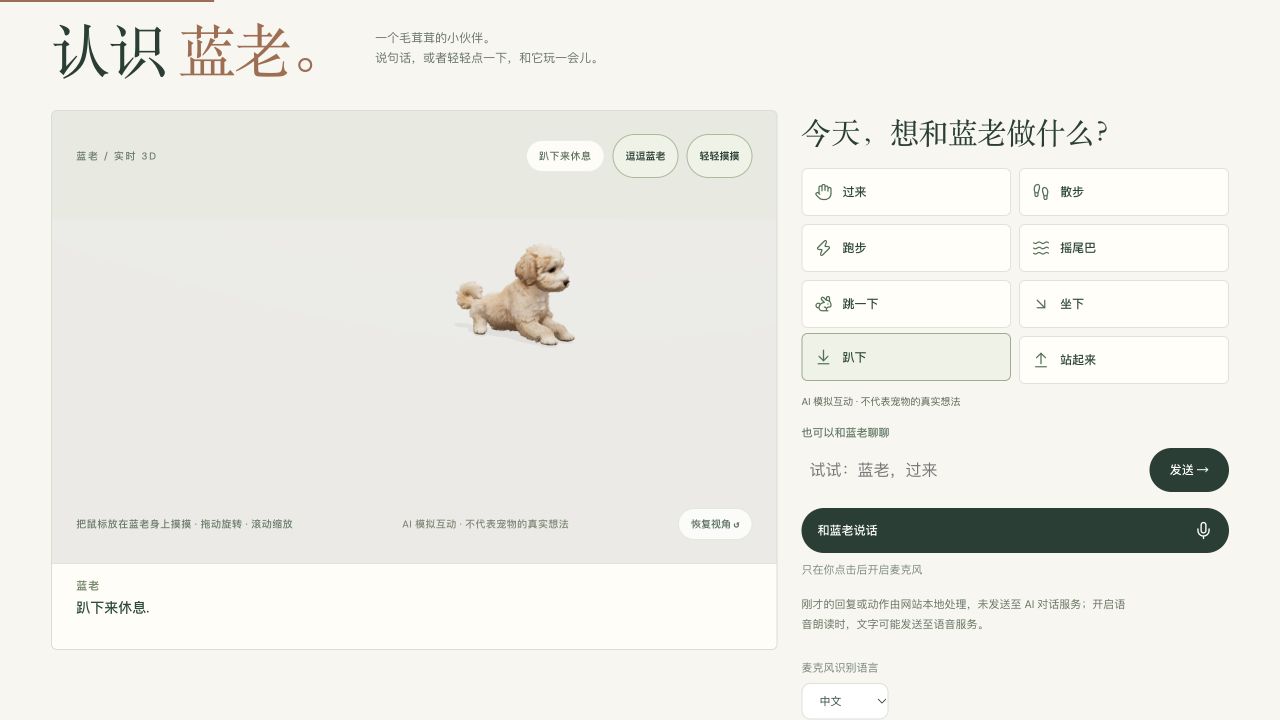 认识 蓝老。
一个毛茸茸的小伙伴。
说句话，或者轻轻点一下，和它玩一会儿。
蓝老 / 实时 3D
趴下来休息
逗逗蓝老
轻轻摸摸
把鼠标放在蓝老身上摸摸 · 拖动旋转 · 滚动缩放
AI 模拟互动 · 不代表宠物的真实想法
恢复视角 ↺
蓝老
趴下来休息.
今天，想和蓝老做什么?
过来
散步
跑步
摇尾巴
跳一下
坐下
趴下
站起来
AI 模拟互动 · 不代表宠物的真实想法
也可以和蓝老聊聊
试试：蓝老，过来
发送 →
和蓝老说话
只在你点击后开启麦克风
刚才的回复或动作由网站本地处理，未发送至 AI 对话服务；开启语
音朗读时，文字可能发送至语音服务。
麦克风识别语言
中文